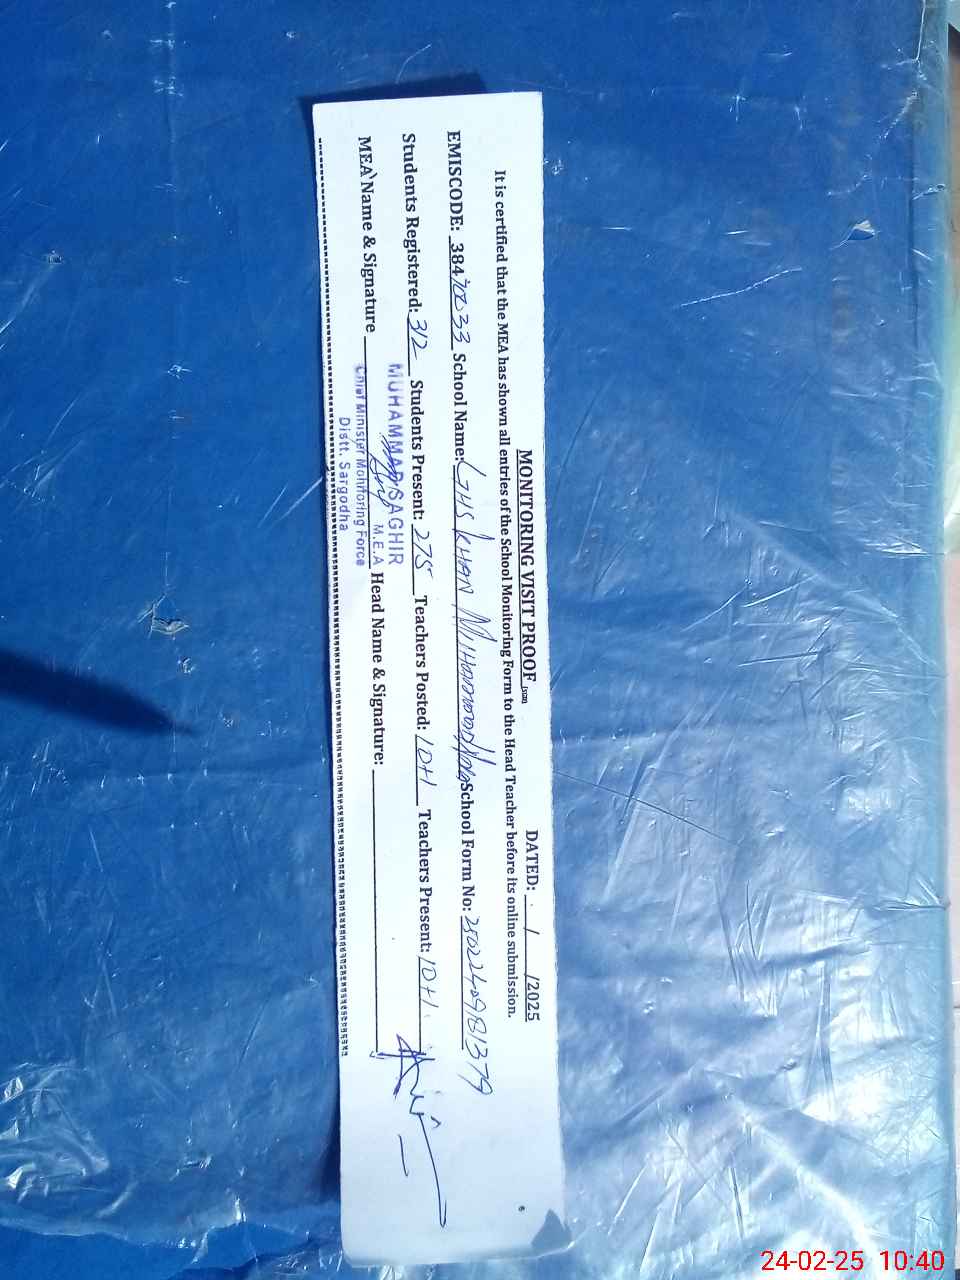 MONITORING VISIT PROOF DATED: / /2025
It is certified that the MEA has shown all entries of the School Monitoring Form to the Head Teacher before its online submission.
EMISCODE: 384 33 School Name: GHS KHAN School Form No:
Students Registered: 312 Students Present: 275 Teachers Posted: 10+1 Teachers Present: 10+1
MUHAMMAD SAGHIR
MEA Name & Signature M.E.A Head Name & Signature:
Chief Minister Monitoring Force
Distt. Sargodha
24-02-25 10:40